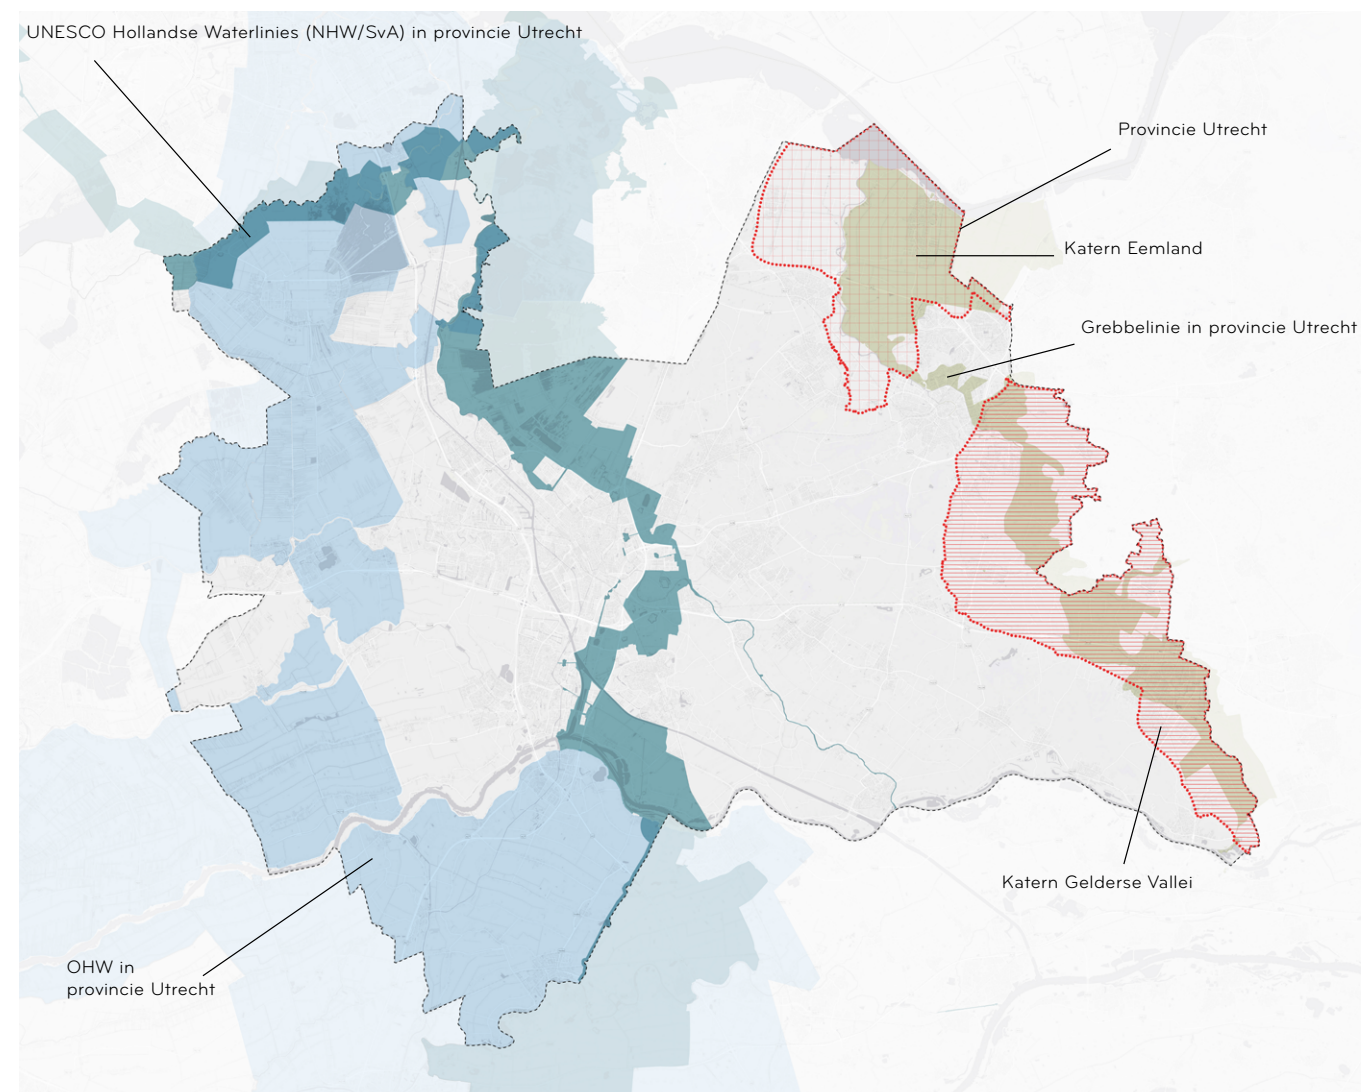 UNESCO Hollandse Waterlinies (NHW/SvA) in provincie Utrecht
Provincie Utrecht
Katern Eemland
Grebbelinie in provincie Utrecht
Katern Gelderse Vallei
OHW in
provincie Utrecht